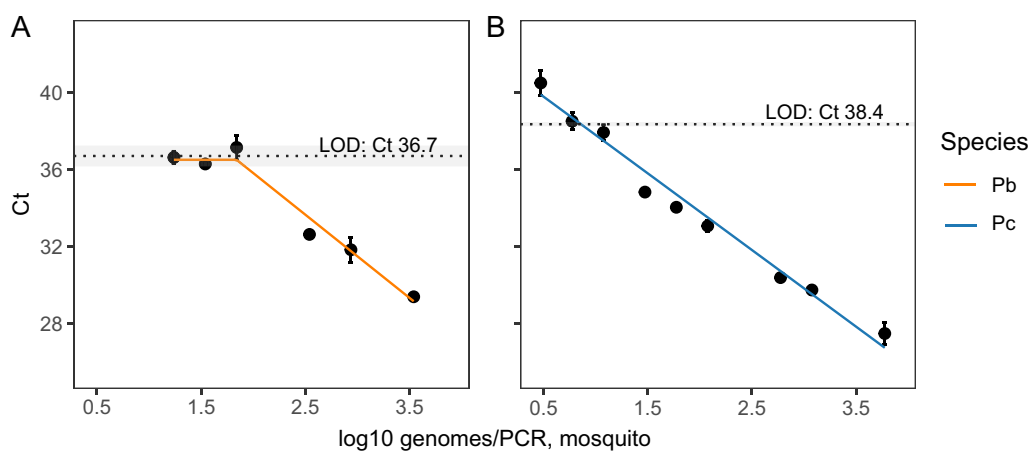 A
B
40
36
32
28
Ct
LOD: Ct 36.7
LOD: Ct 38.4
0.5 1.5 2.5 3.5
0.5 1.5 2.5 3.5
log10 genomes/PCR, mosquito
Species
Pb
Pc